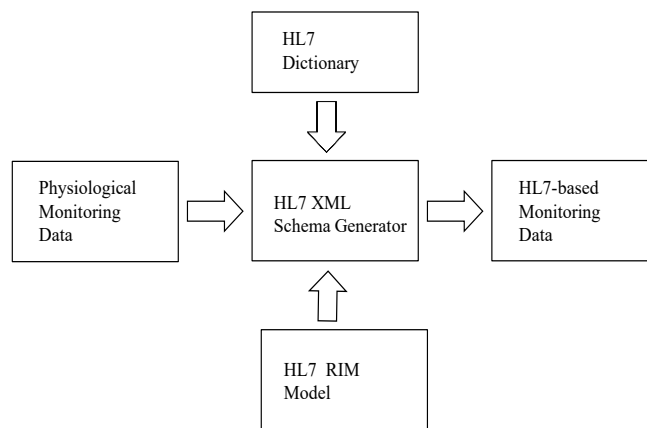 HL7
Dictionary
Physiological
Monitoring
Data
HL7 XML
Schema Generator
HL7-based
Monitoring
Data
HL7 RIM
Model